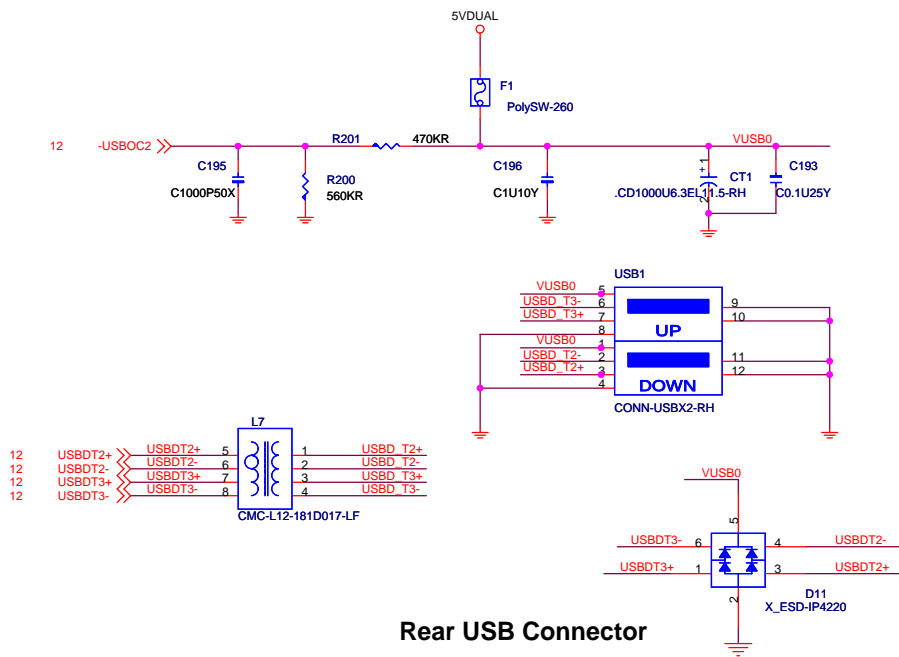 5VDUAL
F1
PolySW-260
12 -USBOC2
R201 470KR
VUSB0
C195
C1000P50X
R200
560KR
C196
C1U10Y
+ 1
2
CT1
.CD1000U6.3EL11.5-RH
C193
C0.1U25Y
USB1
VUSB0 5
USBD_T3- 6
USBD_T3+ 7
8
VUSB0 1
USBD_T2- 2
USBD_T2+ 3
4
9
10
11
12
UP
DOWN
CONN-USBX2-RH
L7
12 USBDT2+ USBDT2+ 5 1 USBD_T2+
12 USBDT2- USBDT2- 6 2 USBD_T2-
12 USBDT3+ USBDT3+ 7 3 USBD_T3+
12 USBDT3- USBDT3- 8 4 USBD_T3-
CMC-L12-181D017-LF
VUSB0
5
USBDT3- 6 4 USBDT2-
USBDT3+ 1 3 USBDT2+
2
D11
X_ESD-IP4220
Rear USB Connector